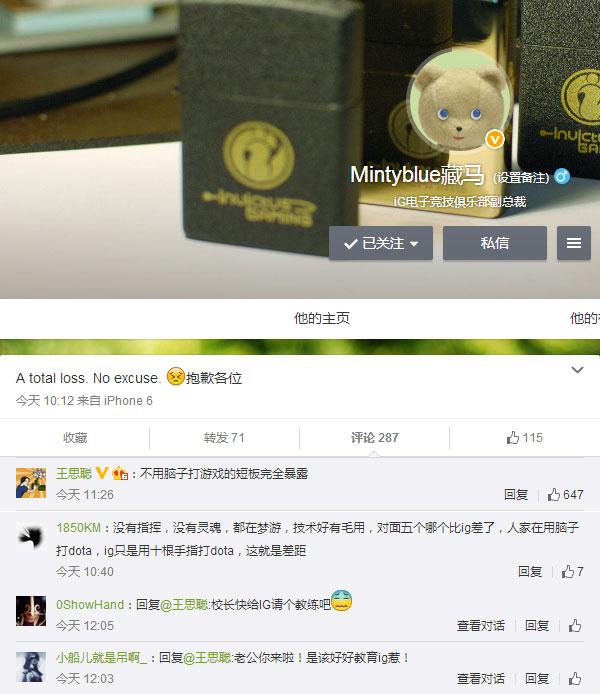 INVICTUS
GAMING
Mintyblue藏马 (设置备注)
iG电子竞技俱乐部副总裁
已关注
私信
他的主页
A total loss. No excuse. 抱歉各位
今天 10:12 来自 iPhone 6
收藏
转发 71
评论 287
115
王思聪：不用脑子打游戏的短板完全暴露
今天 11:26
回复
647
1850KM：没有指挥，没有灵魂，都在梦游，技术好有毛用，对面五个哪个比ig差了，人家在用脑子
打dota，ig只是用十根手指打dota，这就是差距
今天 10:40
回复
7
0ShowHand：回复@王思聪:校长快给IG请个教练吧
今天 12:05
查看对话
回复
小船儿就是吊啊_：回复@王思聪:老公你来啦！是该好好教育ig惹！
今天 12:03
查看对话
回复